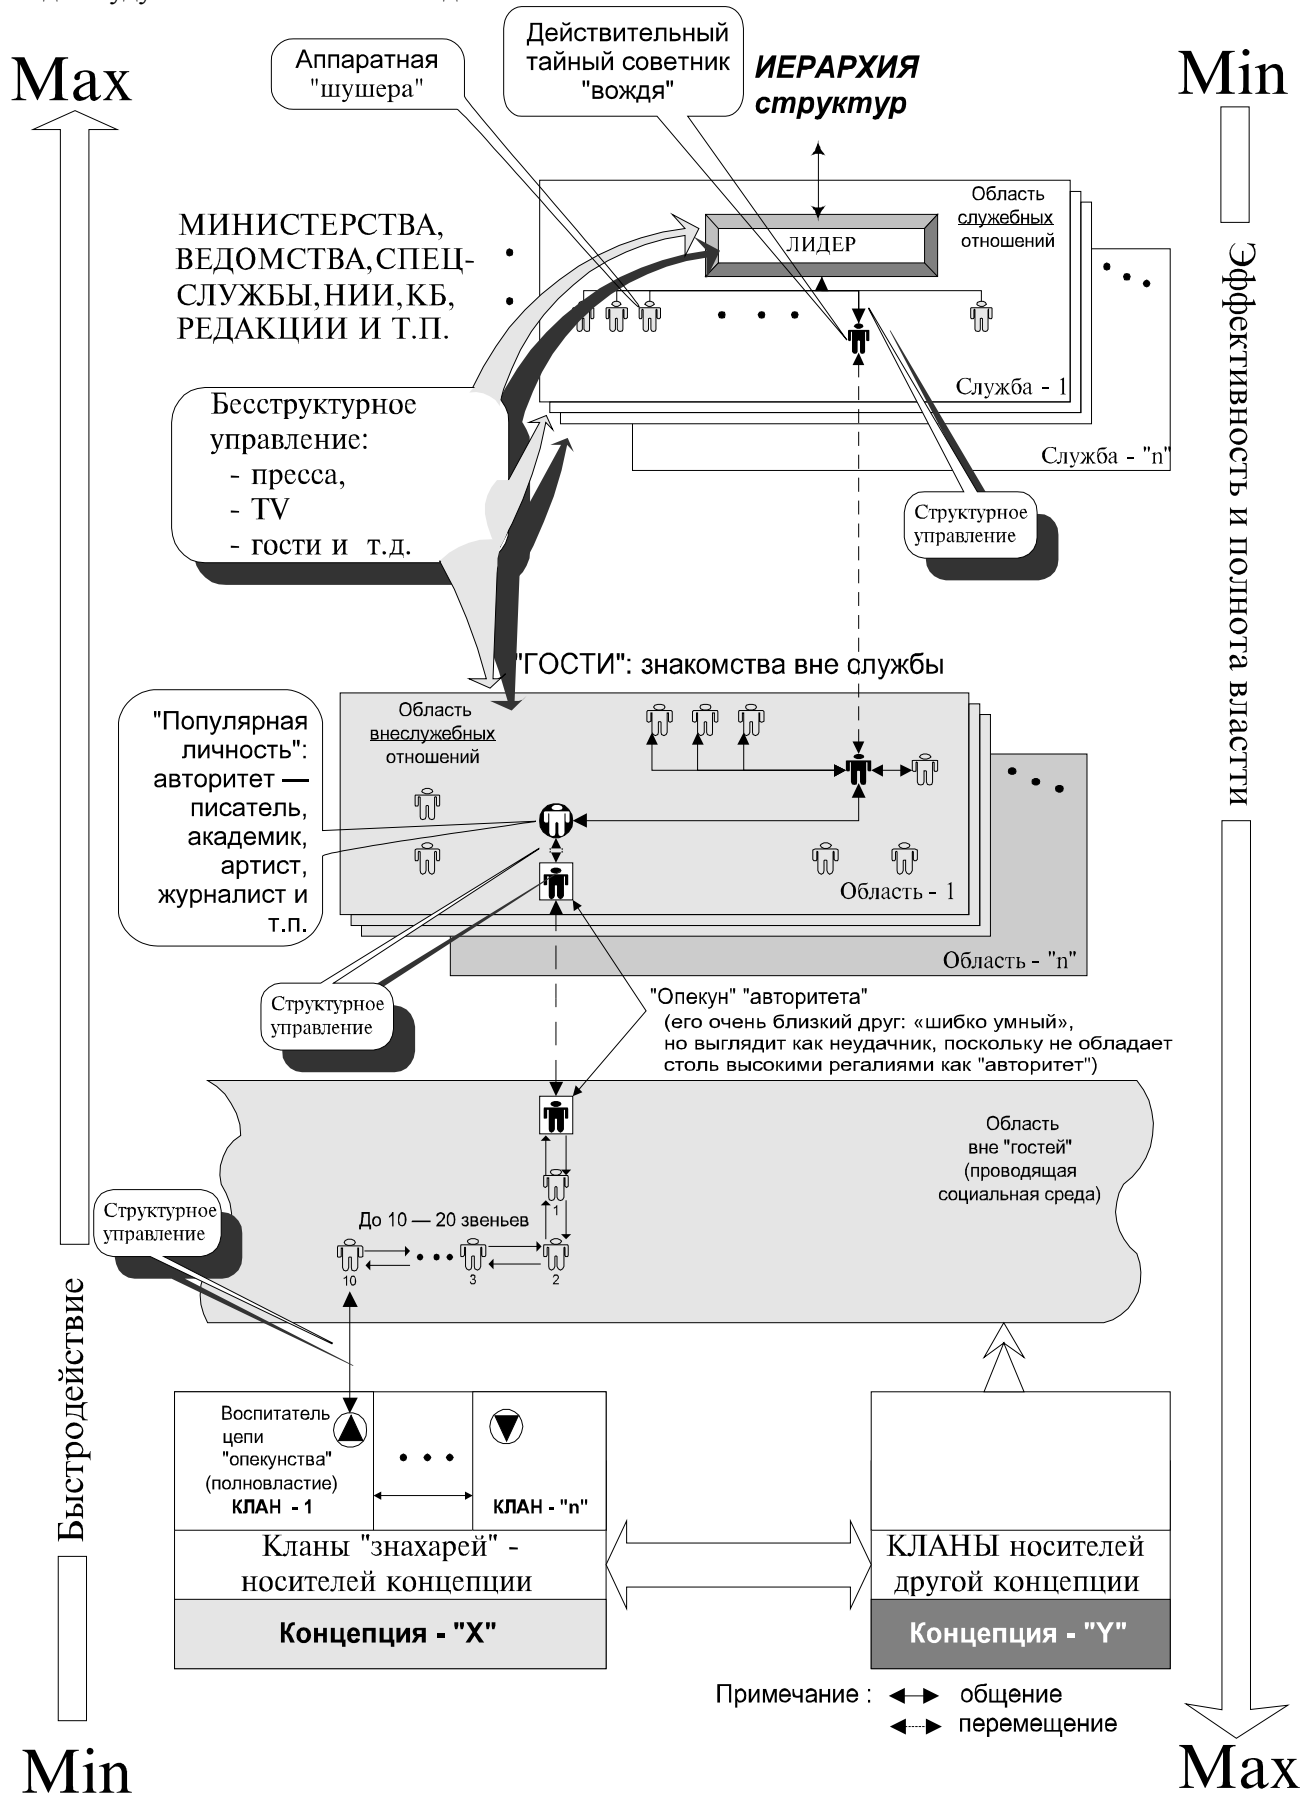 Max
Аппаратная
"шушера"
Действительный
тайный советник
"вождя"
ИЕРАРХИЯ
структур
Min
МИНИСТЕРСТВА,
ВЕДОМСТВА, СПЕЦ-
СЛУЖБЫ, НИИ, КБ,
РЕДАКЦИИ И Т.П.
Область
служебных
отношений
ЛИДЕР
Служба - 1
Служба - "n"
Бесструктурное
управление:
- пресса,
- TV
- гости и т.д.
Структурное
управление
Эффективность и полнота властти
"ГОСТИ": знакомства вне службы
"Популярная
личность":
авторитет —
писатель,
академик,
артист,
журналист и
т.п.
Область
внеслужебных
отношений
Область - 1
Область - "n"
Структурное
управление
"Опекун" "авторитета"
(его очень близкий друг: «шибко умный»,
но выглядит как неудачник, поскольку не обладает
столь высокими регалиями как "авторитет")
Область
вне "гостей"
(проводящая
социальная среда)
Структурное
управление
1
До 10 — 20 звеньев
10
3
2
Быстродействие
Воспитатель
цепи
"опекунства"
(полновластие)
КЛАН - 1
КЛАН - "n"
Кланы "знахарей" -
носителей концепции
Концепция - "X"
КЛАНЫ носителей
другой концепции
Концепция - "Y"
Примечание :
общение
перемещение
Min
Max